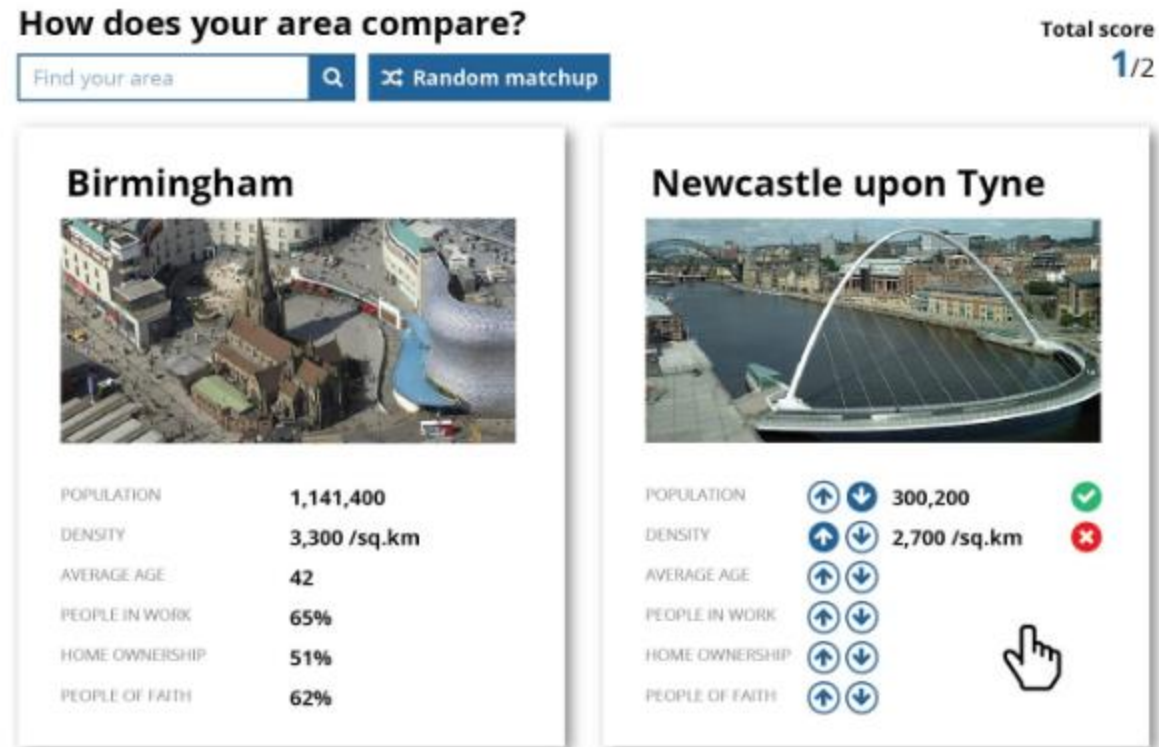 How does your area compare?
Total score
Find your area
Random matchup
1/2
Birmingham
POPULATION 1,141,400
DENSITY 3,300 /sq.km
AVERAGE AGE 42
PEOPLE IN WORK 65%
HOME OWNERSHIP 51%
PEOPLE OF FAITH 62%
Newcastle upon Tyne
POPULATION 300,200
DENSITY 2,700 /sq.km
AVERAGE AGE
PEOPLE IN WORK
HOME OWNERSHIP
PEOPLE OF FAITH